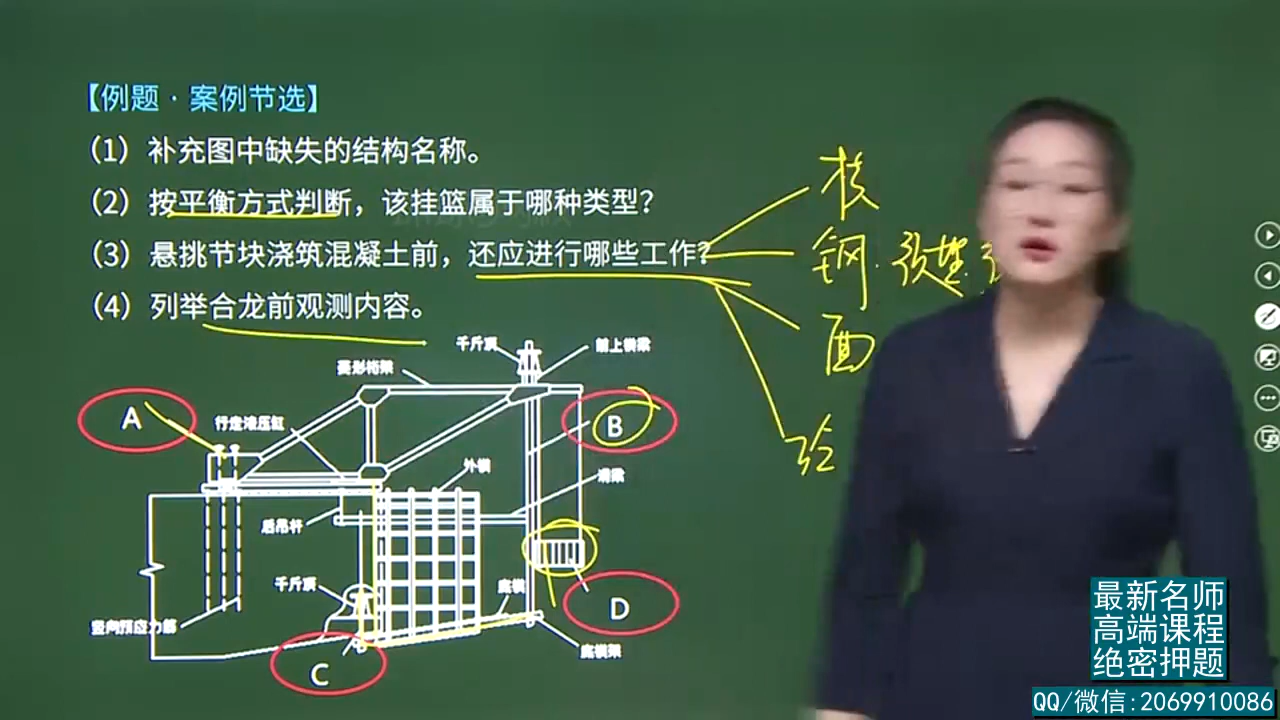 【例题·案例节选】
（1）补充图中缺失的结构名称。
（2）按平衡方式判断，该挂篮属于哪种类型？
（3）悬挑节块浇筑混凝土前，还应进行哪些工作？
（4）列举合龙前观测内容。
核
钢
面
验
千斤顶
前上横梁
菱形桁架
A
行走液压缸
B
外模
滑梁
后吊杆
千斤顶
底模
D
竖向预应力筋
底模架
C
最新名师
高端课程
绝密押题
QQ/微信:2069910086